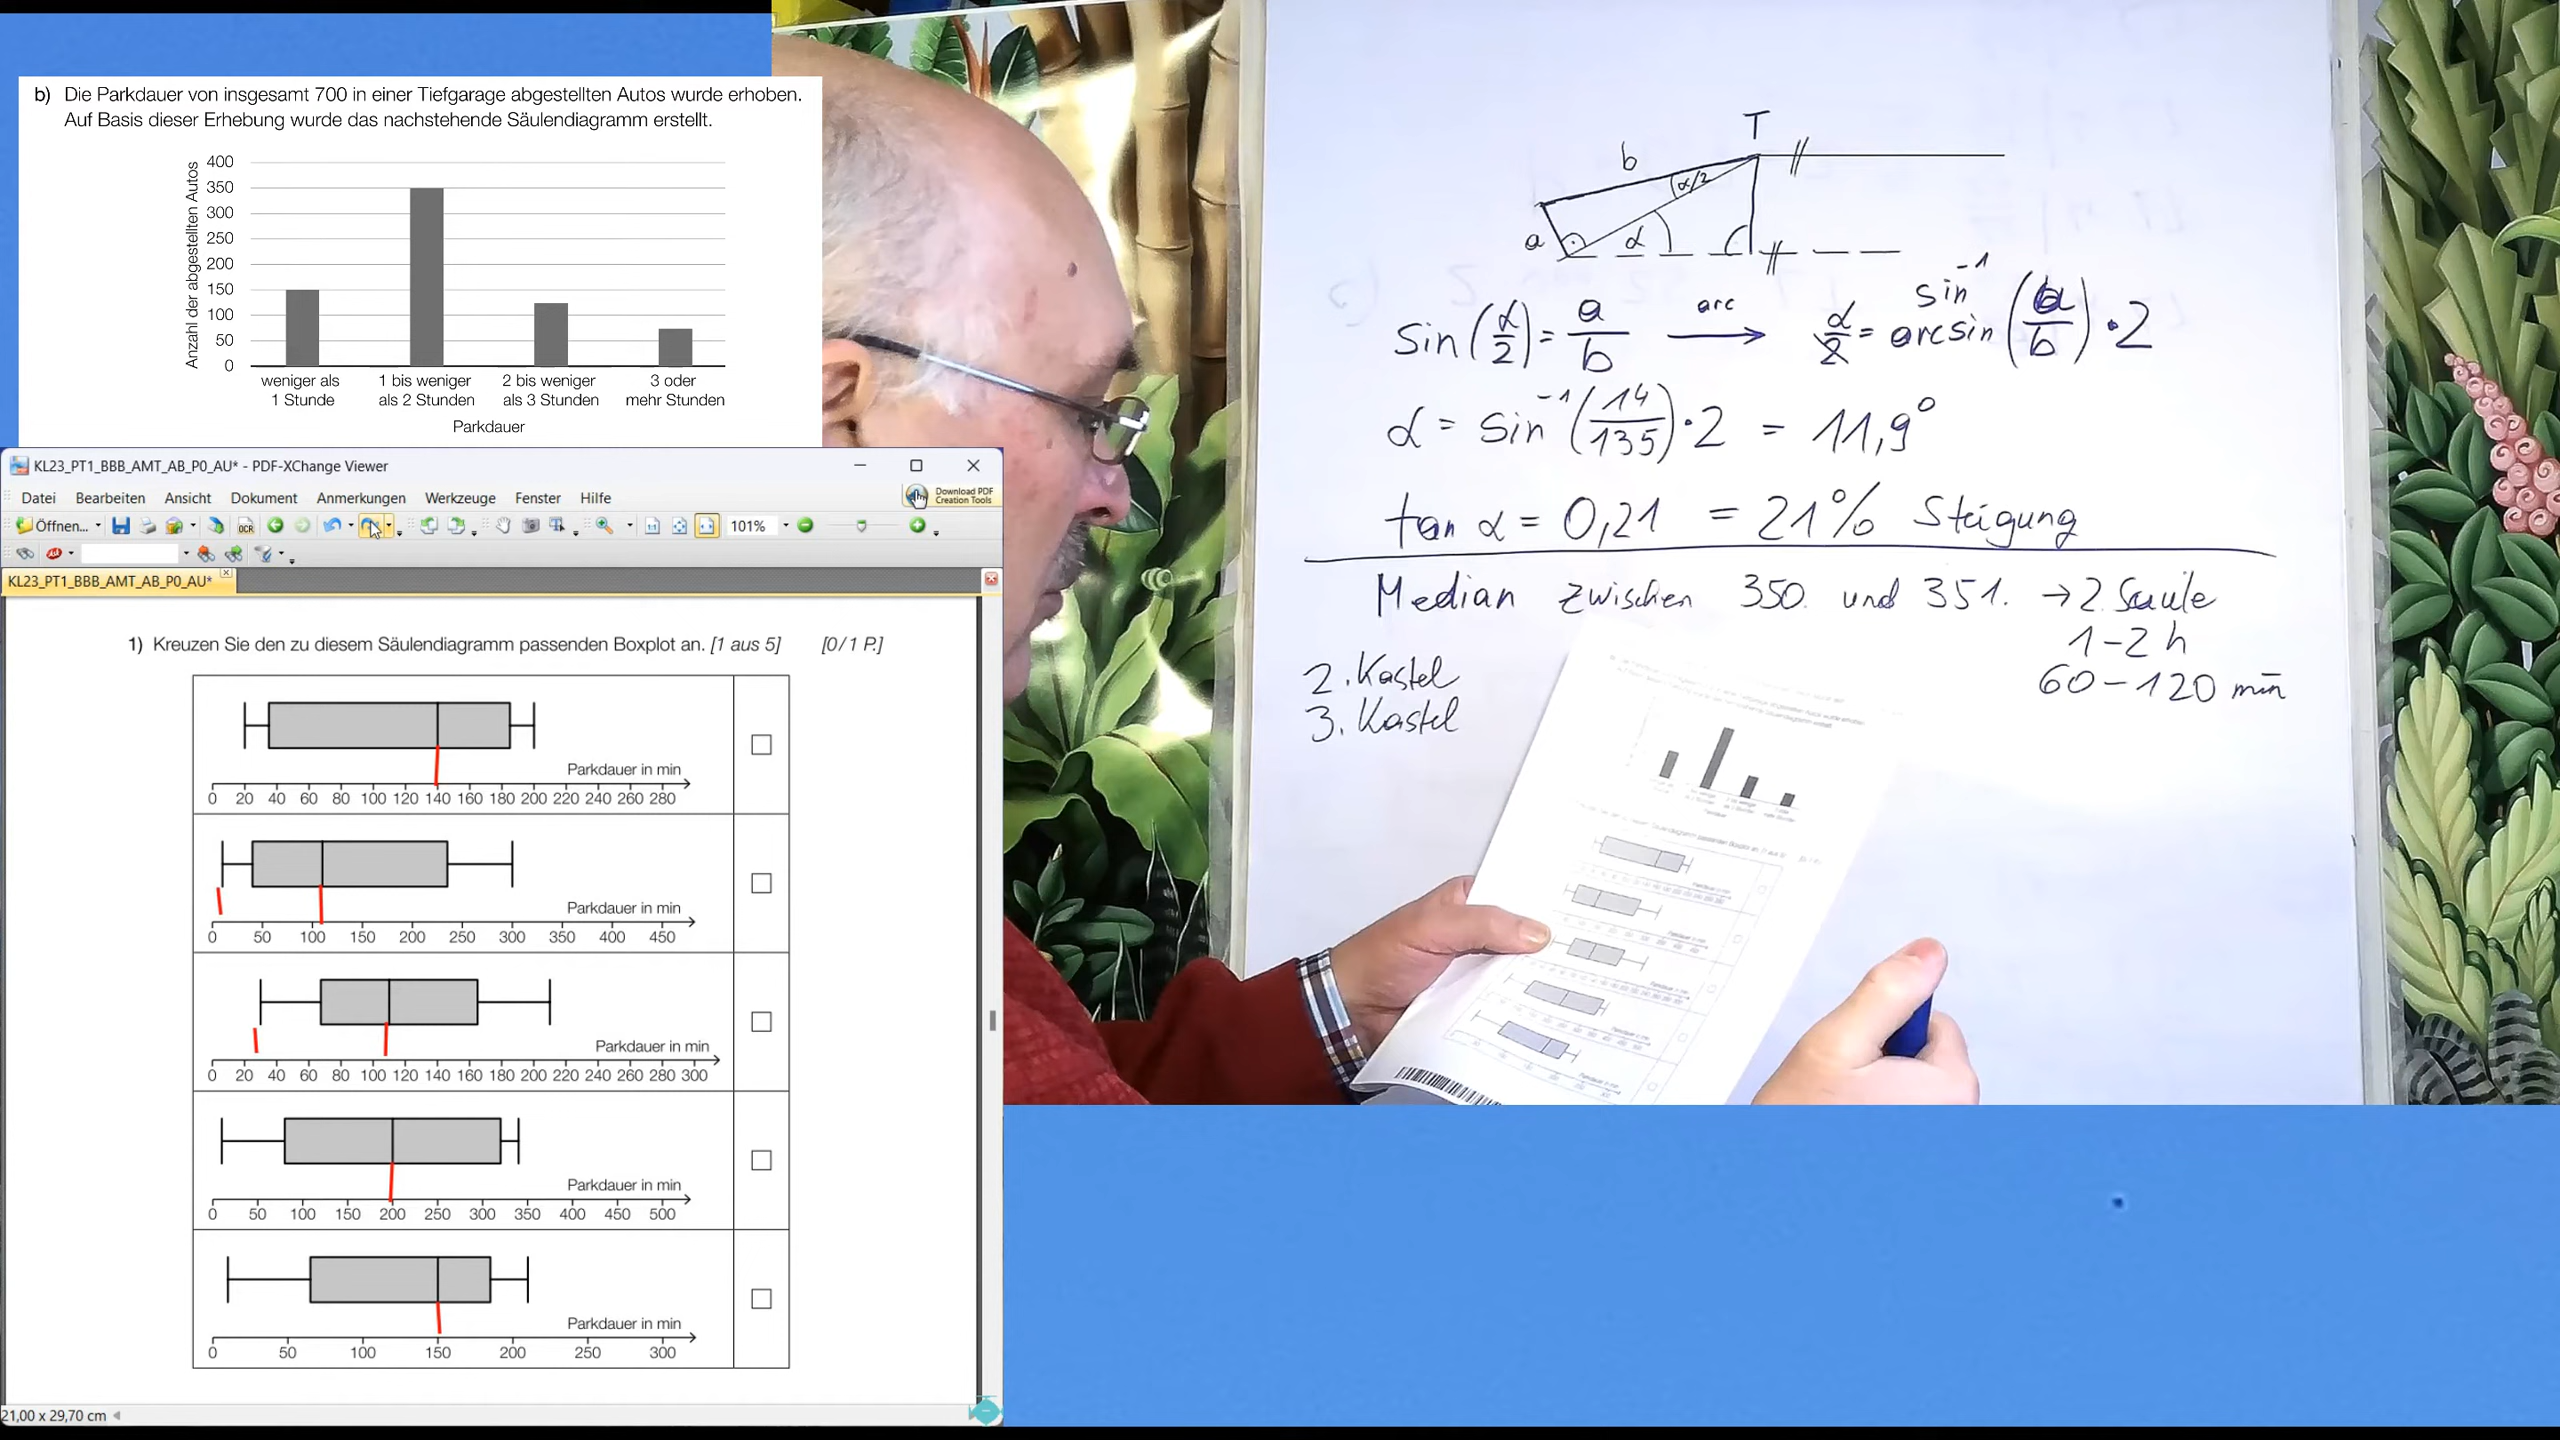 b) Die Parkdauer von insgesamt 700 in einer Tiefgarage abgestellten Autos wurde erhoben.
Auf Basis dieser Erhebung wurde das nachstehende Säulendiagramm erstellt.
Anzahl der abgestellten Autos
400
350
300
250
200
150
100
50
0
weniger als 1 bis weniger 2 bis weniger 3 oder
1 Stunde als 2 Stunden als 3 Stunden mehr Stunden
Parkdauer
KL23_PT1_BBB_AMT_AB_P0_AU* - PDF-XChange Viewer
Datei Bearbeiten Ansicht Dokument Anmerkungen Werkzeuge Fenster Hilfe
Download PDF
Creation Tools
Öffnen... OCR 101%
KL23_PT1_BBB_AMT_AB_P0_AU*
1) Kreuzen Sie den zu diesem Säulendiagramm passenden Boxplot an. [1 aus 5] [0/1 P.]
Parkdauer in min
0 20 40 60 80 100 120 140 160 180 200 220 240 260 280
Parkdauer in min
0 50 100 150 200 250 300 350 400 450
Parkdauer in min
0 20 40 60 80 100 120 140 160 180 200 220 240 260 280 300
Parkdauer in min
0 50 100 150 200 250 300 350 400 450 500
Parkdauer in min
0 50 100 150 200 250 300
21,00 x 29,70 cm
T
b
α/2
a
α
sin(α/2) = a/b arc → α/2 = arcsin(a/b) · 2
sin⁻¹
α = sin⁻¹(14/135) · 2 = 11,9°
tan α = 0,21 = 21% Steigung
Median zwischen 350. und 351. → 2. Säule
1-2 h
60-120 min
2. Kastel
3. Kastel